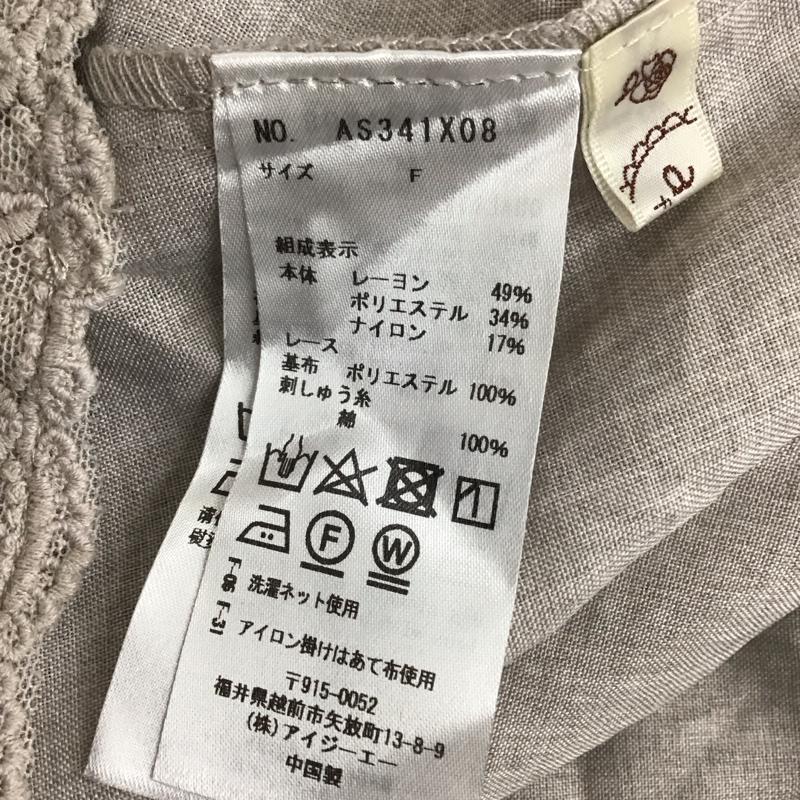 NO. AS341X08
サイズ F
組成表示
本体 レーヨン 49%
ポリエステル 34%
ナイロン 17%
レース
基布 ポリエステル 100%
刺しゅう糸
綿 100%
F
W
洗濯ネット使用
F-31 アイロン掛けはあて布使用
〒915-0052
福井県越前市矢放町13-8-9
(株)アイジーエー
中国製